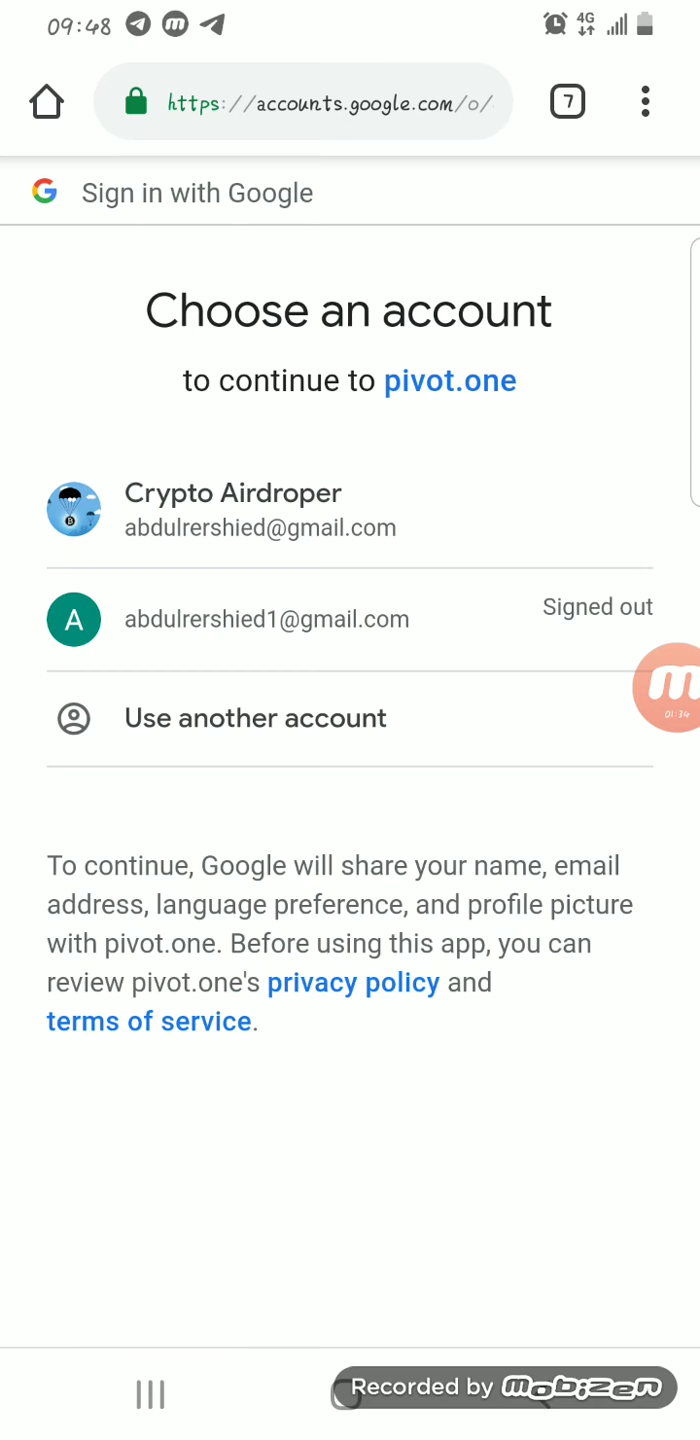 09:48
4G
https://accounts.google.com/o/
7
Sign in with Google
Choose an account
to continue to pivot.one
Crypto Airdroper
abdulrershied@gmail.com
A
abdulrershied1@gmail.com
Signed out
01:34
Use another account
To continue, Google will share your name, email
address, language preference, and profile picture
with pivot.one. Before using this app, you can
review pivot.one's privacy policy and
terms of service.
Recorded by mobizen